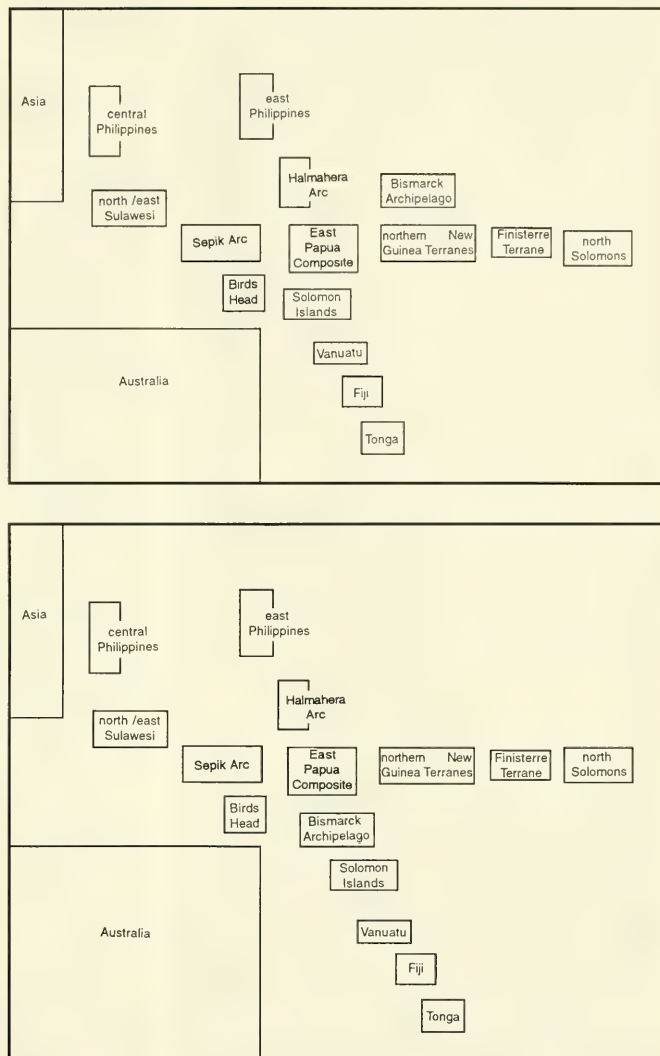 Asia
central
Philippines
east
Philippines
Halmahera
Arc
Bismarck
Archipelago
north /east
Sulawesi
Sepik Arc
East
Papua
Composite
northern New
Guinea Terranes
Finisterre
Terrane
north
Solomons
Birds
Head
Solomon
Islands
Vanuatu
Australia
Fiji
Tonga
Asia
central
Philippines
east
Philippines
Halmahera
Arc
north /east
Sulawesi
Sepik Arc
East
Papua
Composite
northern New
Guinea Terranes
Finisterre
Terrane
north
Solomons
Birds
Head
Bismarck
Archipelago
Solomon
Islands
Australia
Vanuatu
Fiji
Tonga